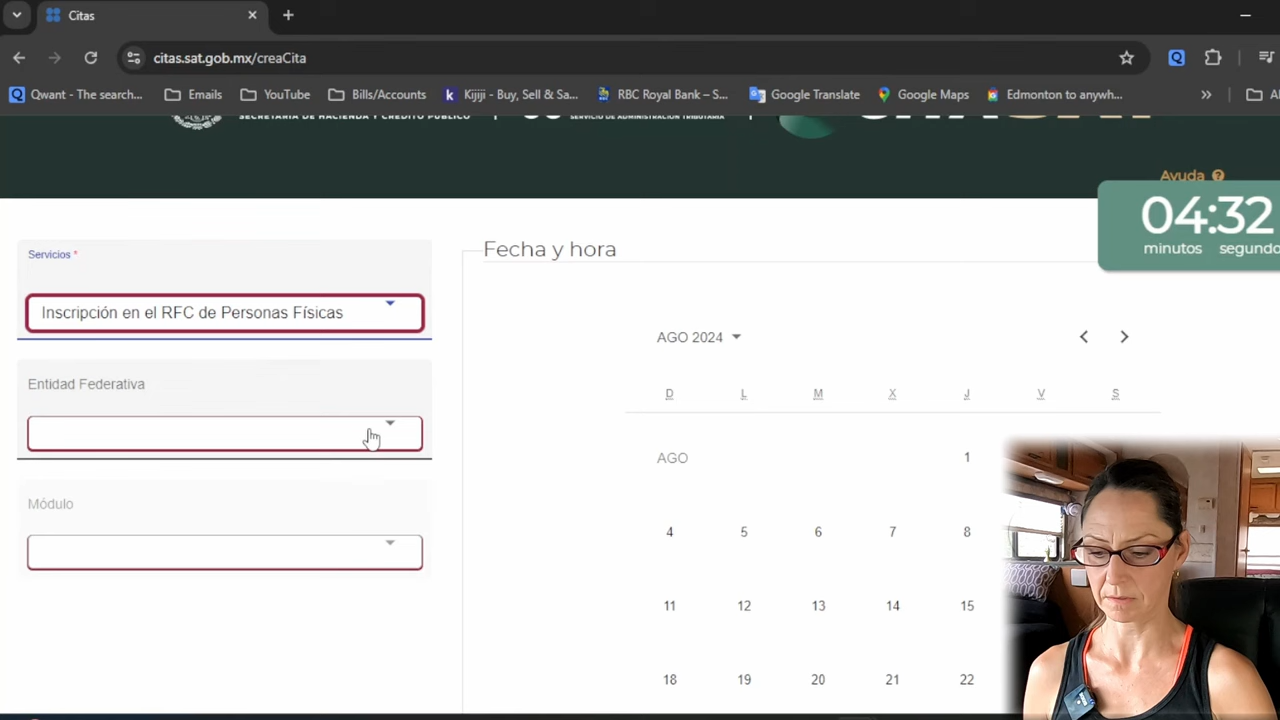 Citas
citas.sat.gob.mx/creaCita
Qwant - The search...
Emails
YouTube
Bills/Accounts
Kijiji - Buy, Sell & Sa...
RBC Royal Bank – S...
Google Translate
Google Maps
Edmonton to anywh...
SECRETARÍA DE HACIENDA Y CRÉDITO PÚBLICO
SERVICIO DE ADMINISTRACIÓN TRIBUTARIA
Ayuda
04:32
minutos
segundo
Servicios *
Inscripción en el RFC de Personas Físicas
Entidad Federativa
Módulo
Fecha y hora
AGO 2024
D L M X J V S
AGO 1
4 5 6 7 8
11 12 13 14 15
18 19 20 21 22